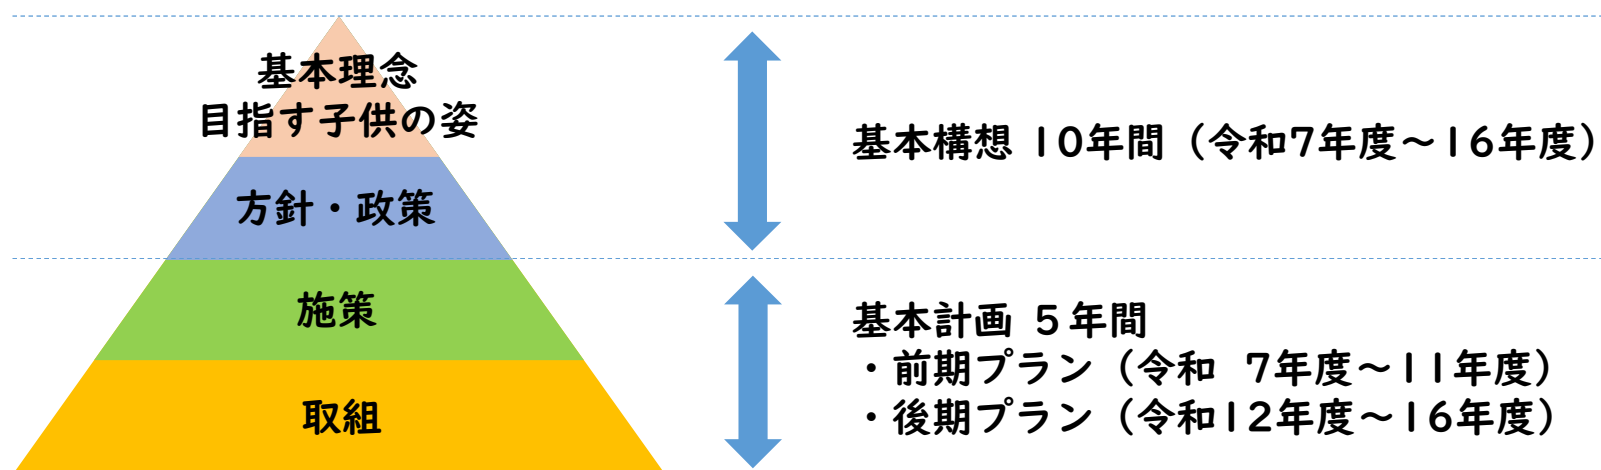 基本理念
目指す子供の姿
方針・政策
施策
取組
基本構想 10年間（令和7年度～16年度）
基本計画 5年間
・前期プラン（令和 7年度～11年度）
・後期プラン（令和12年度～16年度）